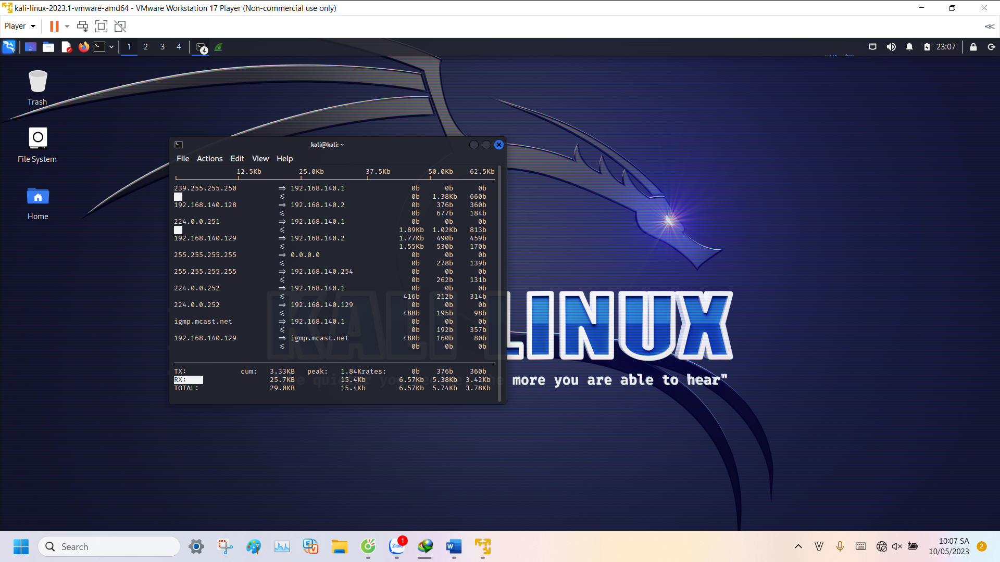 kali-linux-2023.1-vmware-amd64 - VMware Workstation 17 Player (Non-commercial use only)
Player
1 2 3 4 4 23:07
Trash
File System
Home
kali@kali: ~
File Actions Edit View Help
12.5Kb 25.0Kb 37.5Kb 50.0Kb 62.5Kb
239.255.255.250 => 192.168.140.1 0b 0b 0b
<= 0b 1.38Kb 660b
192.168.140.128 => 192.168.140.2 0b 376b 360b
<= 0b 677b 184b
224.0.0.251 => 192.168.140.1 0b 0b 0b
<= 1.89Kb 1.02Kb 813b
192.168.140.129 => 192.168.140.2 1.77Kb 490b 459b
<= 1.55Kb 530b 170b
255.255.255.255 => 0.0.0.0 0b 0b 0b
<= 0b 278b 139b
255.255.255.255 => 192.168.140.254 0b 0b 0b
<= 0b 262b 131b
224.0.0.252 => 192.168.140.1 0b 0b 0b
<= 416b 212b 314b
224.0.0.252 => 192.168.140.129 0b 0b 0b
<= 488b 195b 98b
igmp.mcast.net => 192.168.140.1 0b 0b 0b
<= 0b 192b 357b
192.168.140.129 => igmp.mcast.net 480b 160b 80b
<= 0b 0b 0b
TX: cum: 3.33KB peak: 1.84Krates: 0b 376b 360b
RX: 25.7KB 15.4Kb 6.57Kb 5.38Kb 3.42Kb
TOTAL: 29.0KB 15.4Kb 6.57Kb 5.74Kb 3.78Kb
KALI LINUX
more you are able to hear"
Search
Zalo 1
W
V
10:07 SA
10/05/2023
2